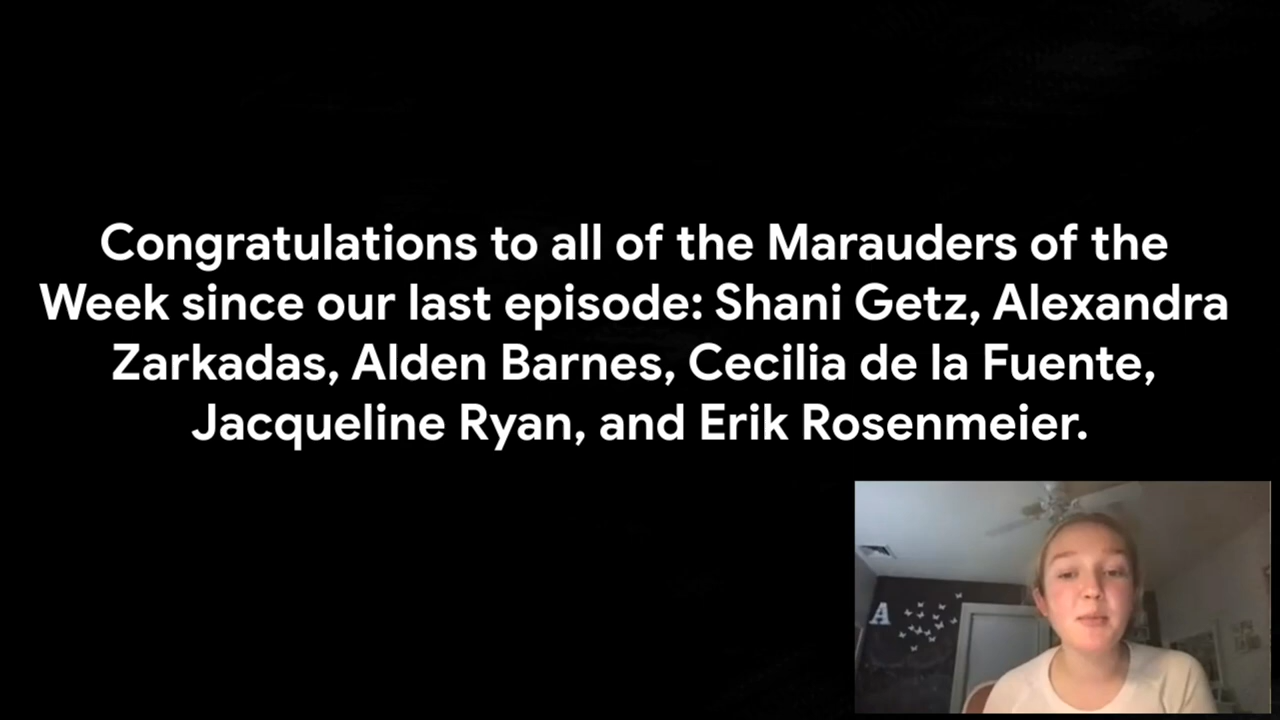 Congratulations to all of the Marauders of the
Week since our last episode: Shani Getz, Alexandra
Zarkadas, Alden Barnes, Cecilia de la Fuente,
Jacqueline Ryan, and Erik Rosenmeier.
A